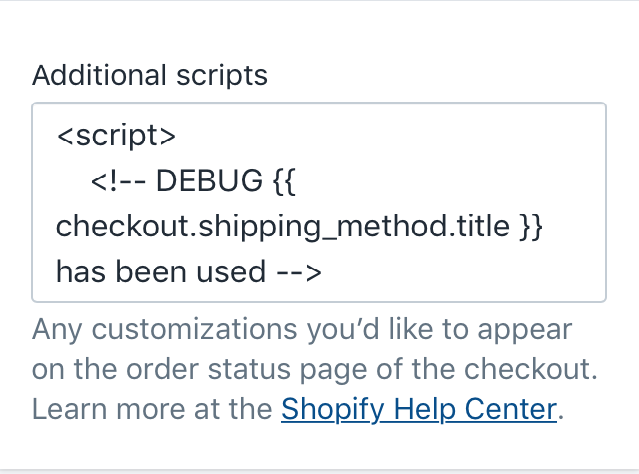 Additional scripts
<script>
<!-- DEBUG {{
checkout.shipping_method.title }}
has been used -->
Any customizations you’d like to appear
on the order status page of the checkout.
Learn more at the Shopify Help Center.